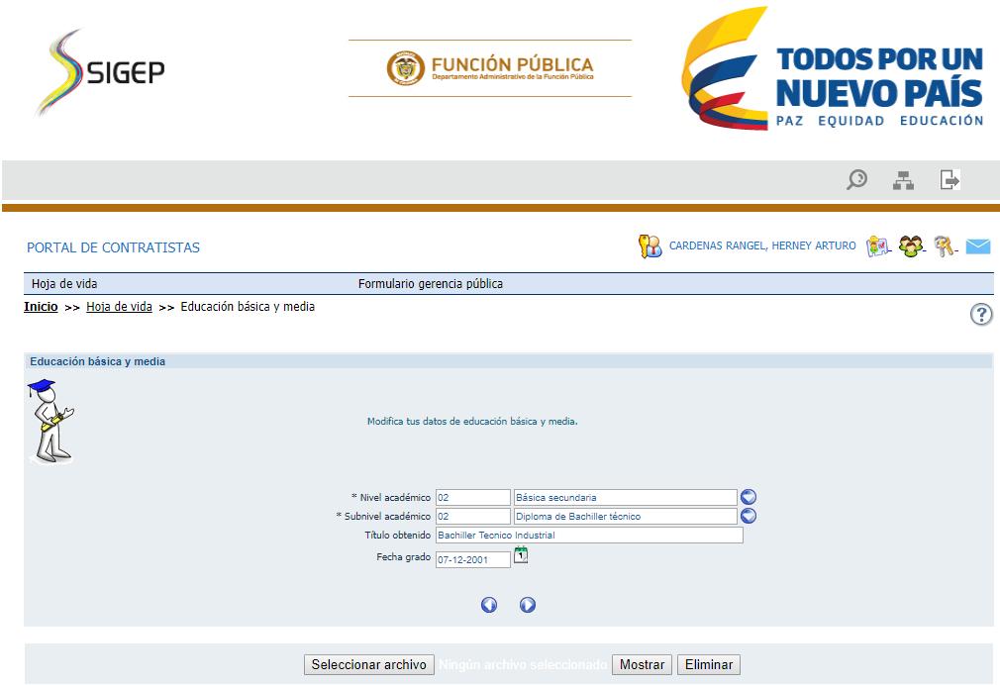 SIGEP
FUNCIÓN PÚBLICA
Departamento Administrativo de la Función Pública
TODOS POR UN
NUEVO PAÍS
PAZ EQUIDAD EDUCACIÓN
PORTAL DE CONTRATISTAS
CARDENAS RANGEL, HERNEY ARTURO
Hoja de vida Formulario gerencia pública
Inicio >> Hoja de vida >> Educación básica y media
?
Educación básica y media
Modifica tus datos de educación básica y media.
* Nivel académico 02 Básica secundaria
* Subnivel académico 02 Diploma de Bachiller técnico
Título obtenido Bachiller Tecnico Industrial
Fecha grado 07-12-2001 1
Seleccionar archivo Ningún archivo seleccionado Mostrar Eliminar